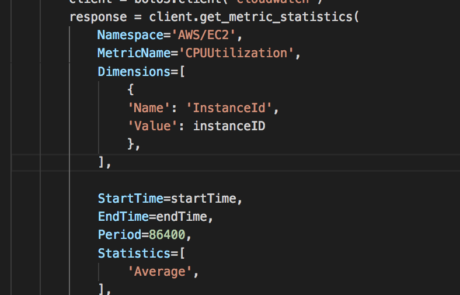 client = boto3.client('cloudwatch')
response = client.get_metric_statistics(
Namespace='AWS/EC2',
MetricName='CPUUtilization',
Dimensions=[
{
'Name': 'InstanceId',
'Value': instanceID
},
],
StartTime=startTime,
EndTime=endTime,
Period=86400,
Statistics=[
'Average',
],